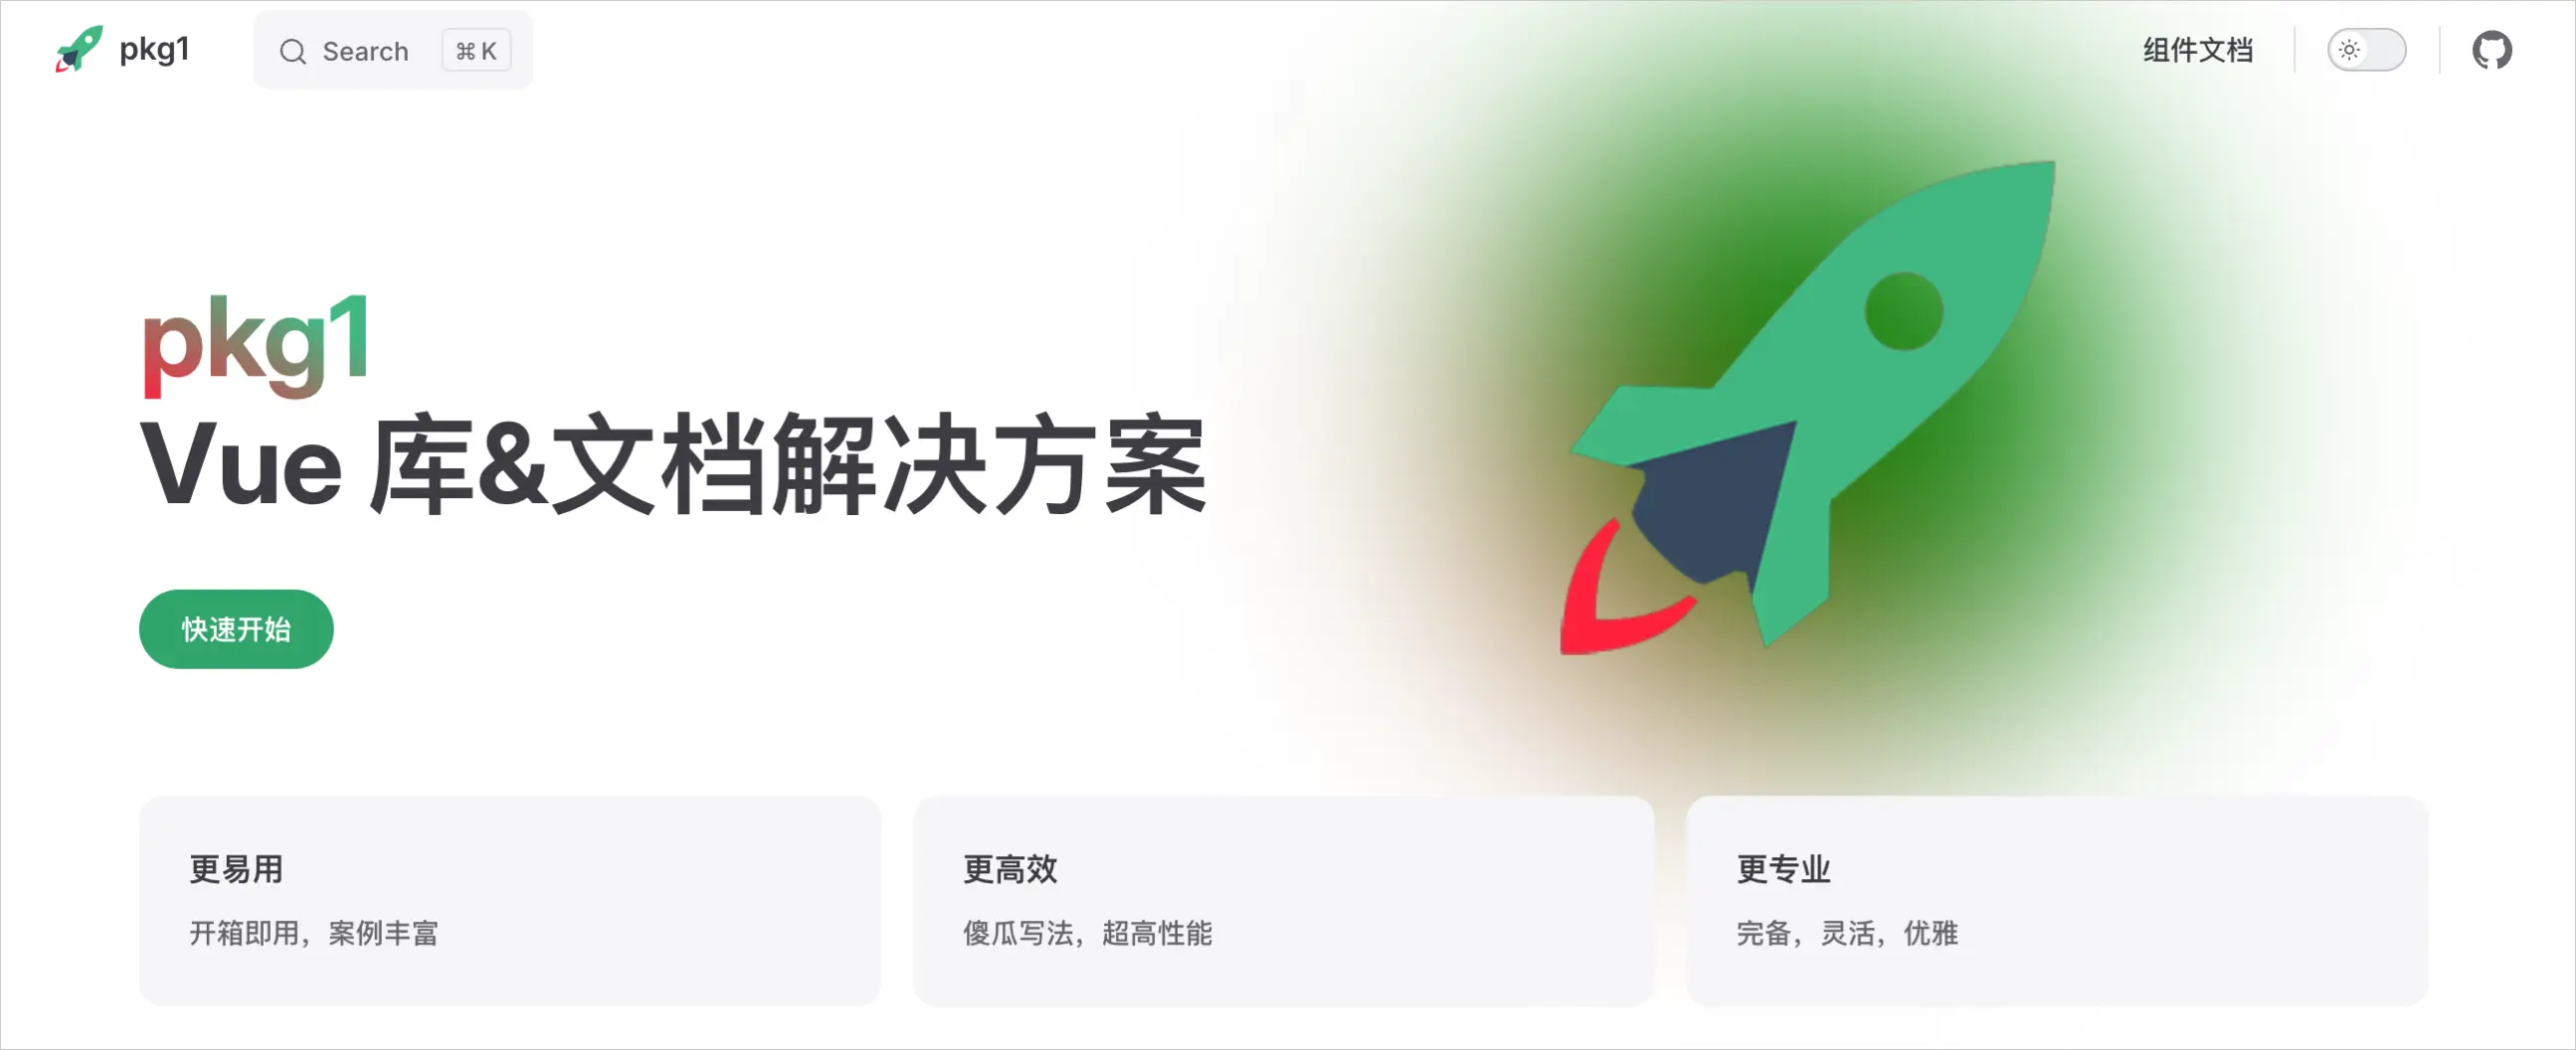 pkg1
Search
⌘ K
组件文档
pkg1
Vue 库&文档解决方案
快速开始
更易用
开箱即用，案例丰富
更高效
傻瓜写法，超高性能
更专业
完备，灵活，优雅